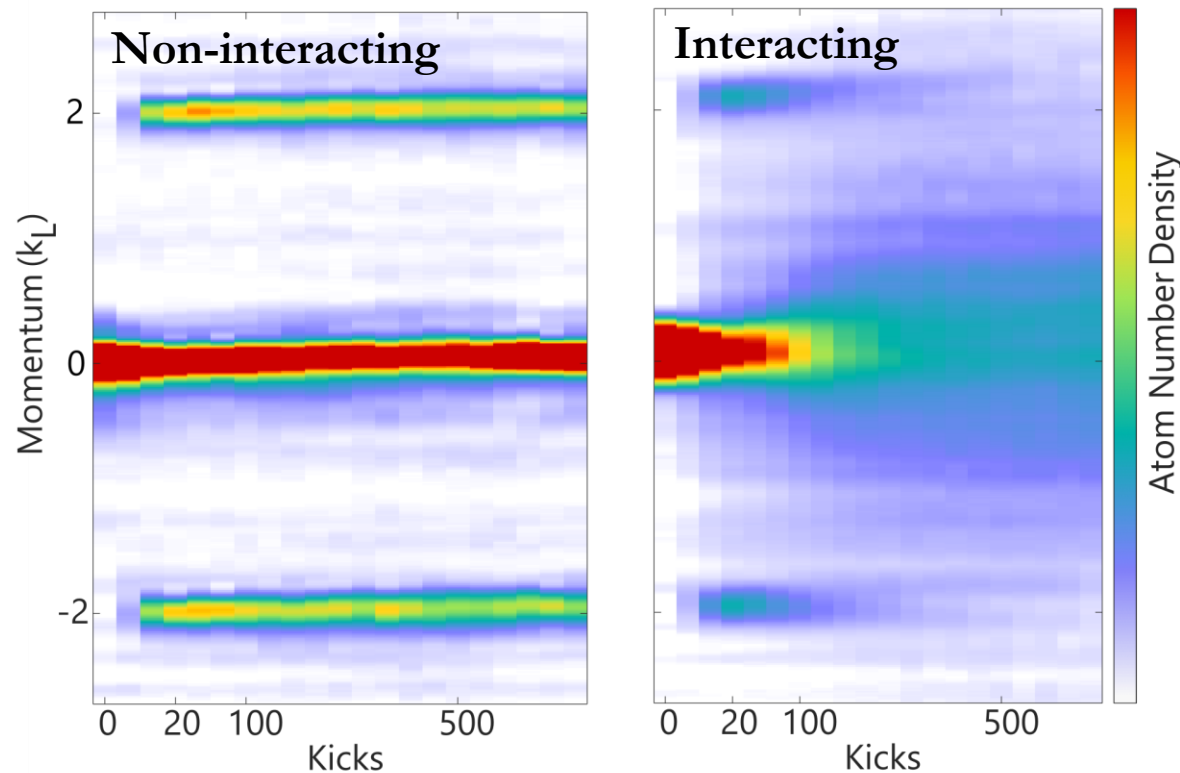 Non-interacting
Interacting
2
0
-2
Momentum (k_L)
0 20 100 500
Kicks
0 20 100 500
Kicks
Atom Number Density